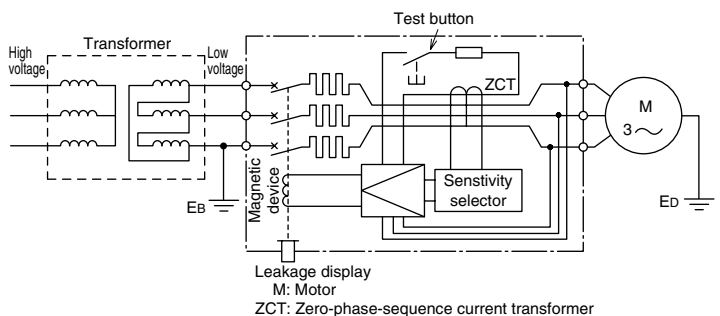 Test button
Transformer
High
voltage
Low
voltage
ZCT
M
3
Magnetic
device
Senstivity
selector
EB
ED
Leakage display
M: Motor
ZCT: Zero-phase-sequence current transformer